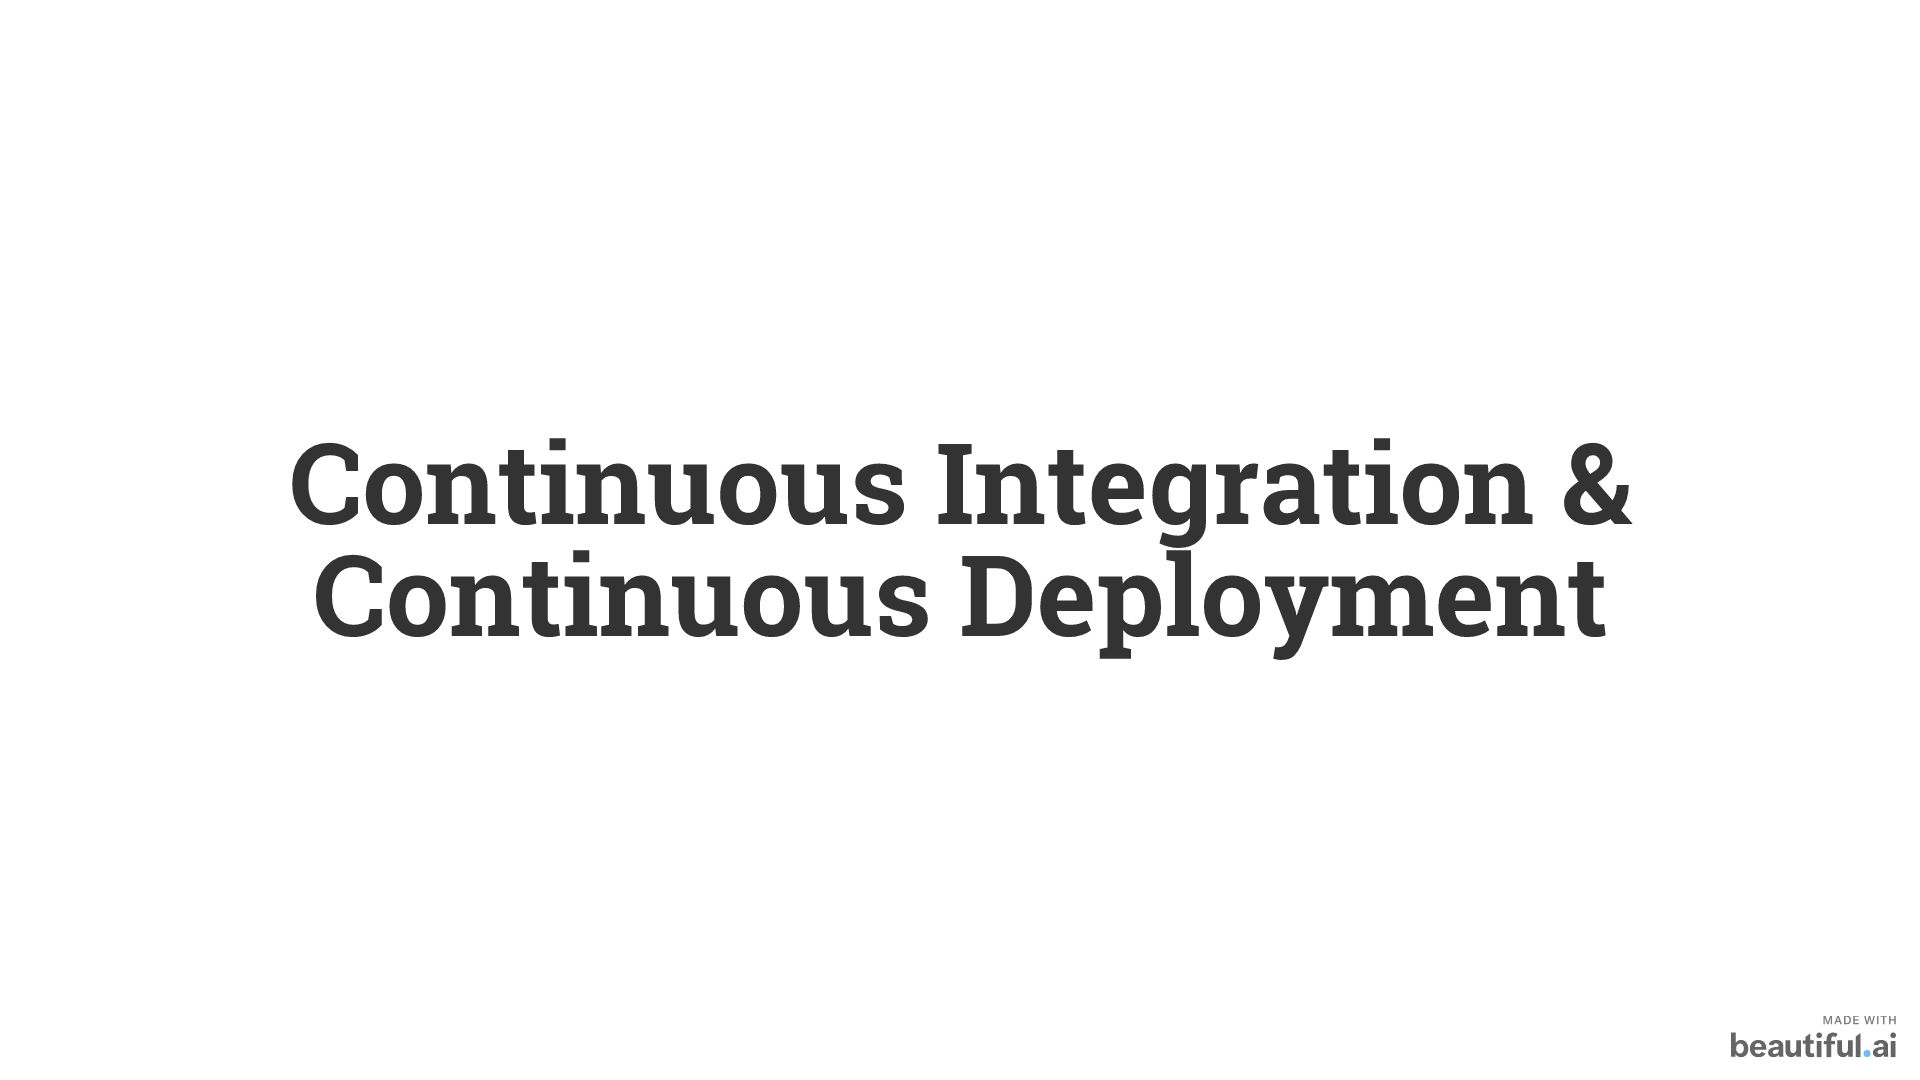 Continuous Integration &
Continuous Deployment
MADE WITH
beautiful.ai